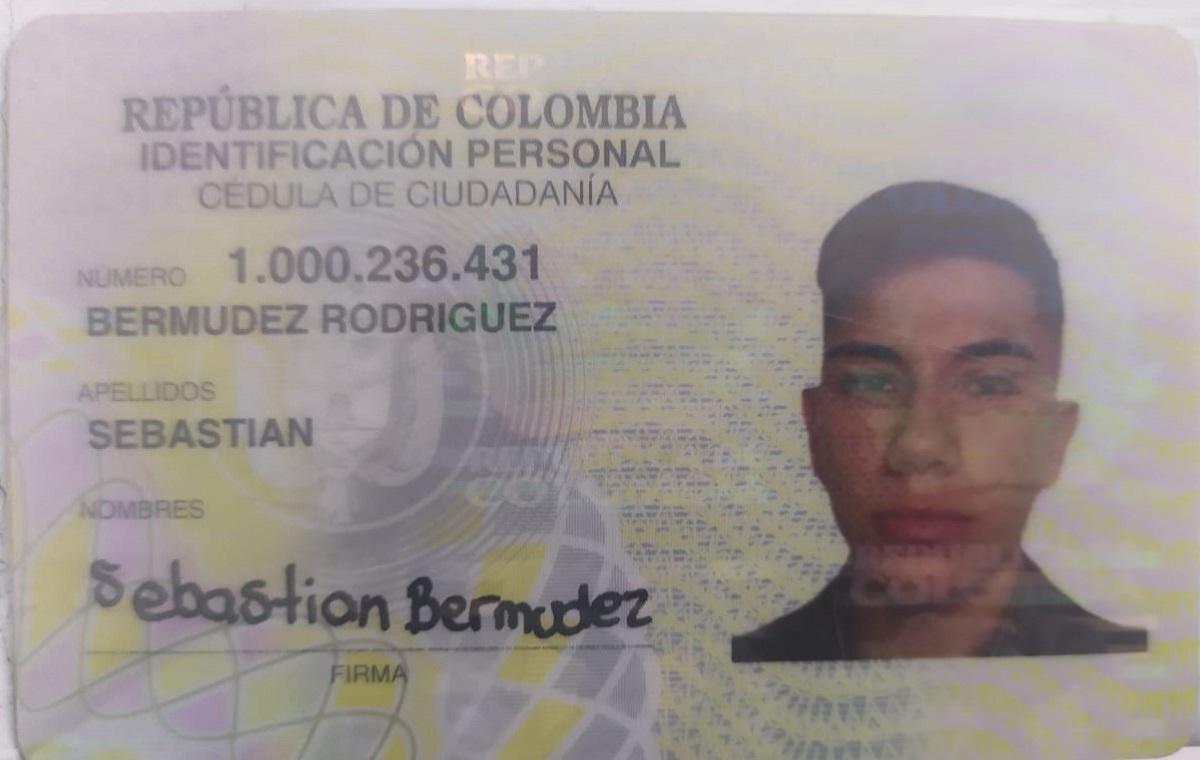 REP
REPÚBLICA DE COLOMBIA
IDENTIFICACIÓN PERSONAL
CÉDULA DE CIUDADANÍA
NÚMERO 1.000.236.431
BERMUDEZ RODRIGUEZ
APELLIDOS
SEBASTIAN
NOMBRES
Sebastian Bermudez
FIRMA